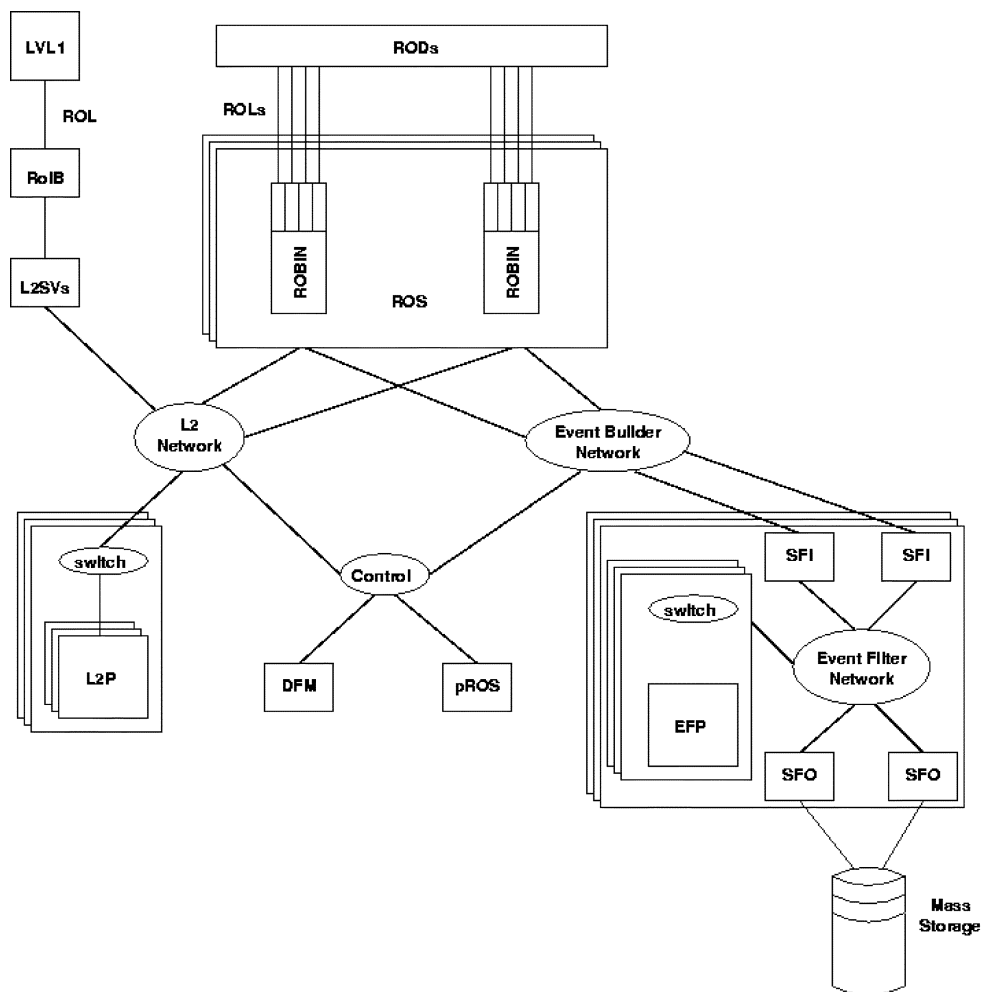 LVL1
RODs
ROL
ROLs
RoIB
ROBIN
ROBIN
L2SVs
ROS
L2
Network
Event Builder
Network
switch
SFI
SFI
Control
switch
L2P
DFM
pROS
Event Filter
Network
EFP
SFO
SFO
Mass
Storage